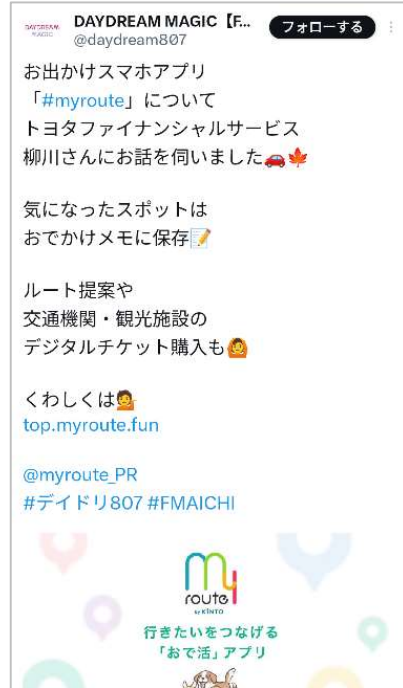 DAYDREAM MAGIC【F...
@daydream807
フォローする
お出かけスマホアプリ
「#myroute」について
トヨタファイナンシャルサービス
柳川さんにお話を伺いました🚗🍁
気になったスポットは
おでかけメモに保存📝
ルート提案や
交通機関・観光施設の
デジタルチケット購入も🙆
くわしくは💁
top.myroute.fun
@myroute_PR
#デイドリ807 #FMAICHI
my
route
by KINTO
行きたいをつなげる
「おで活」アプリ